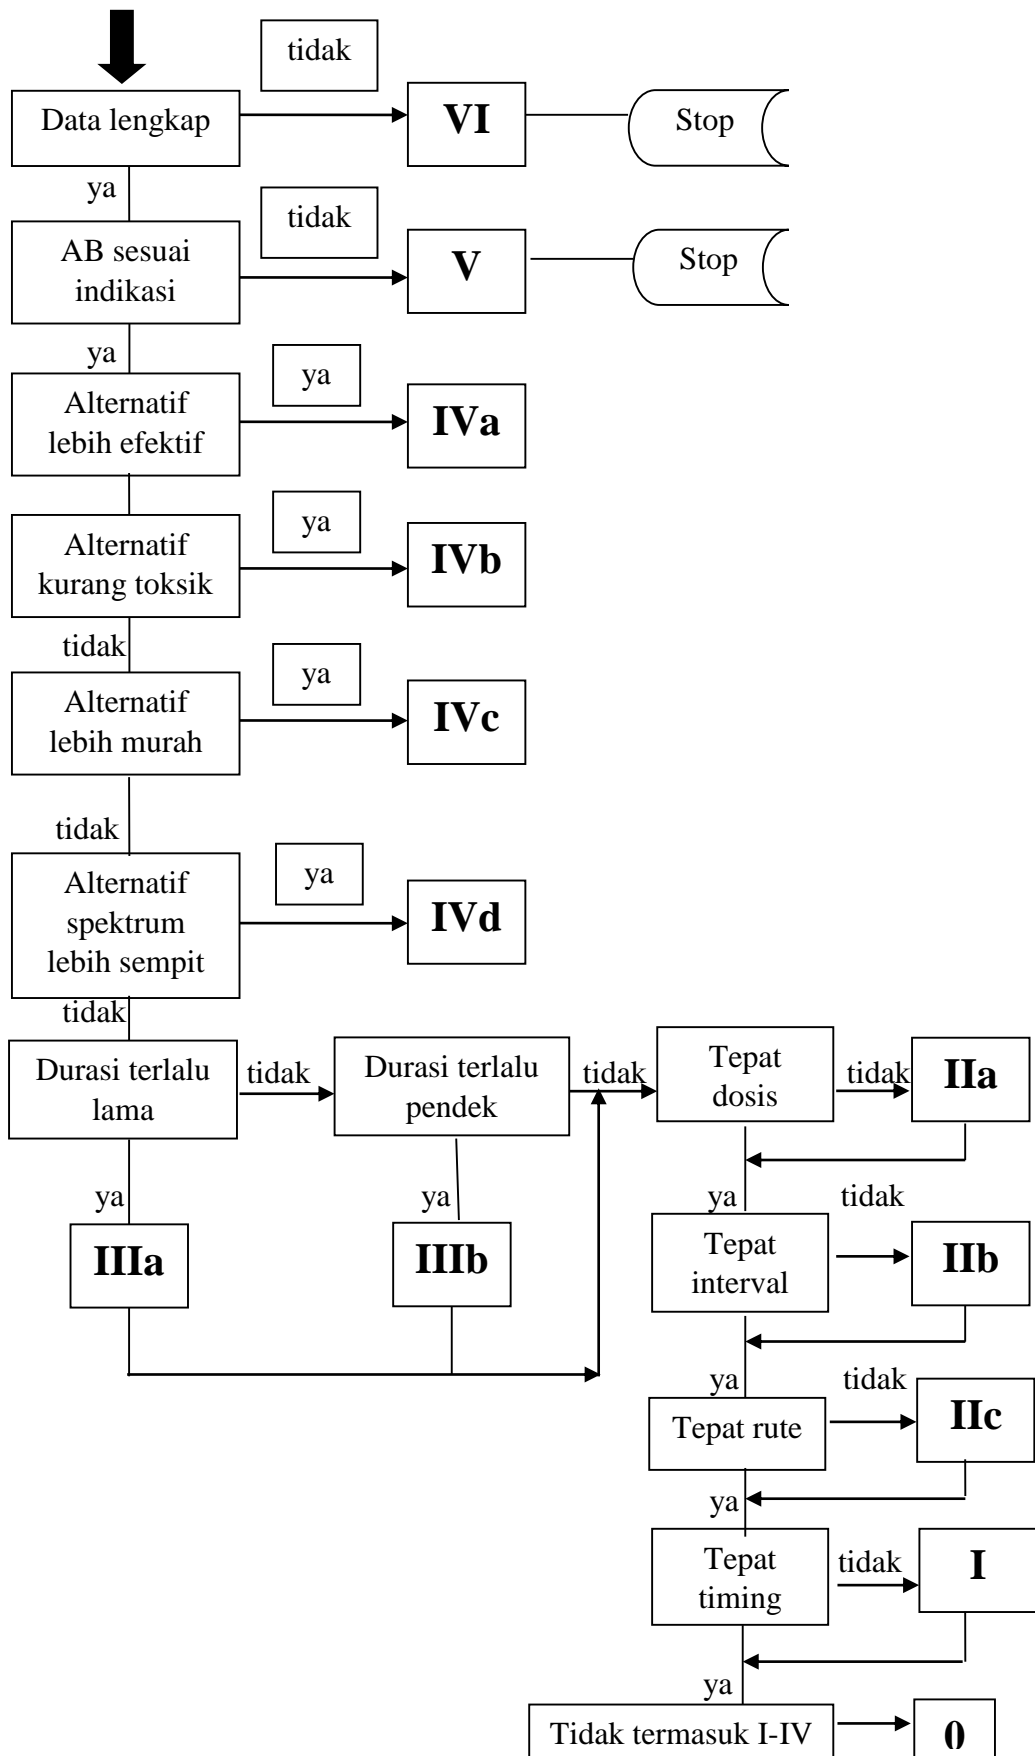 tidak
Data lengkap
VI
Stop
ya
tidak
AB sesuai
indikasi
V
Stop
ya
ya
Alternatif
lebih efektif
IVa
ya
Alternatif
kurang toksik
IVb
tidak
ya
Alternatif
lebih murah
IVc
tidak
ya
Alternatif
spektrum
lebih sempit
IVd
tidak
Durasi terlalu
lama
tidak
Durasi terlalu
pendek
tidak
Tepat
dosis
tidak
IIa
ya
IIIa
ya
IIIb
ya
tidak
Tepat
interval
IIb
ya
tidak
Tepat rute
IIc
ya
Tepat
timing
tidak
I
ya
Tidak termasuk I-IV
0